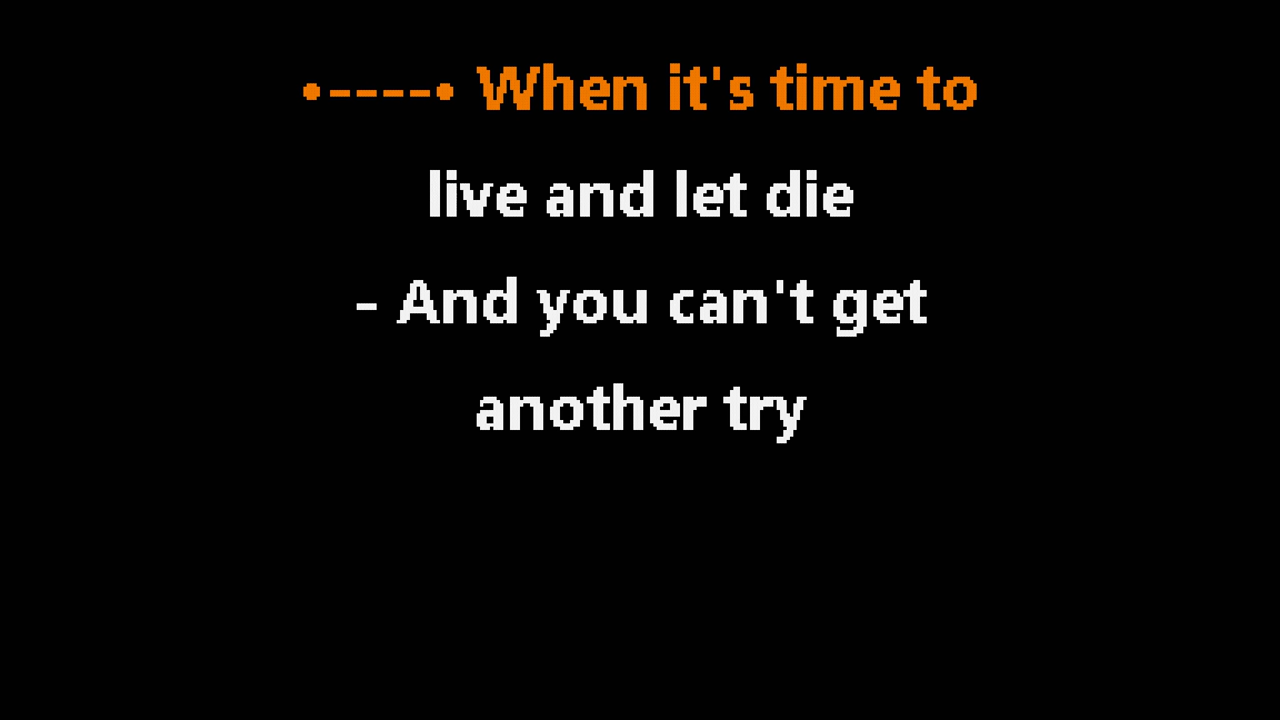 •----• When it's time to
live and let die
- And you can't get
another try